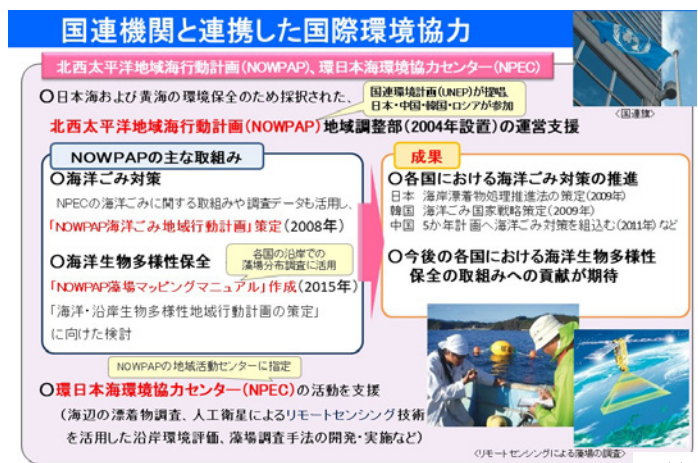 国連機関と連携した国際環境協力
北西太平洋地域海行動計画(NOWPAP)、環日本海環境協力センター(NPEC)
〇日本海および黄海の環境保全のため採択された、
国連環境計画(UNEP)が提唱、
日本・中国・韓国・ロシアが参加
<国連旗>
北西太平洋地域海行動計画(NOWPAP)地域調整部(2004年設置)の運営支援
NOWPAPの主な取組み
〇海洋ごみ対策
NPECの海洋ごみに関する取組みや調査データも活用し、
「NOWPAP海洋ごみ地域行動計画」策定(2008年)
〇海洋生物多様性保全
各国の沿岸での
藻場分布調査に活用
「NOWPAP藻場マッピングマニュアル」作成(2015年)
「海洋・沿岸生物多様性地域行動計画の策定」
に向けた検討
成果
〇各国における海洋ごみ対策の推進
日本 海岸漂着物処理推進法の策定(2009年)
韓国 海洋ごみ国家戦略策定(2009年)
中国 5か年計画へ海洋ごみ対策を組込む(2011年) など
〇今後の各国における海洋生物多様性
保全の取組みへの貢献が期待
NOWPAPの地域活動センターに指定
〇環日本海環境協力センター(NPEC)の活動を支援
(海辺の漂着物調査、人工衛星によるリモートセンシング技術
を活用した沿岸環境評価、藻場調査手法の開発・実施など)
<リモートセンシングによる藻場の調査>